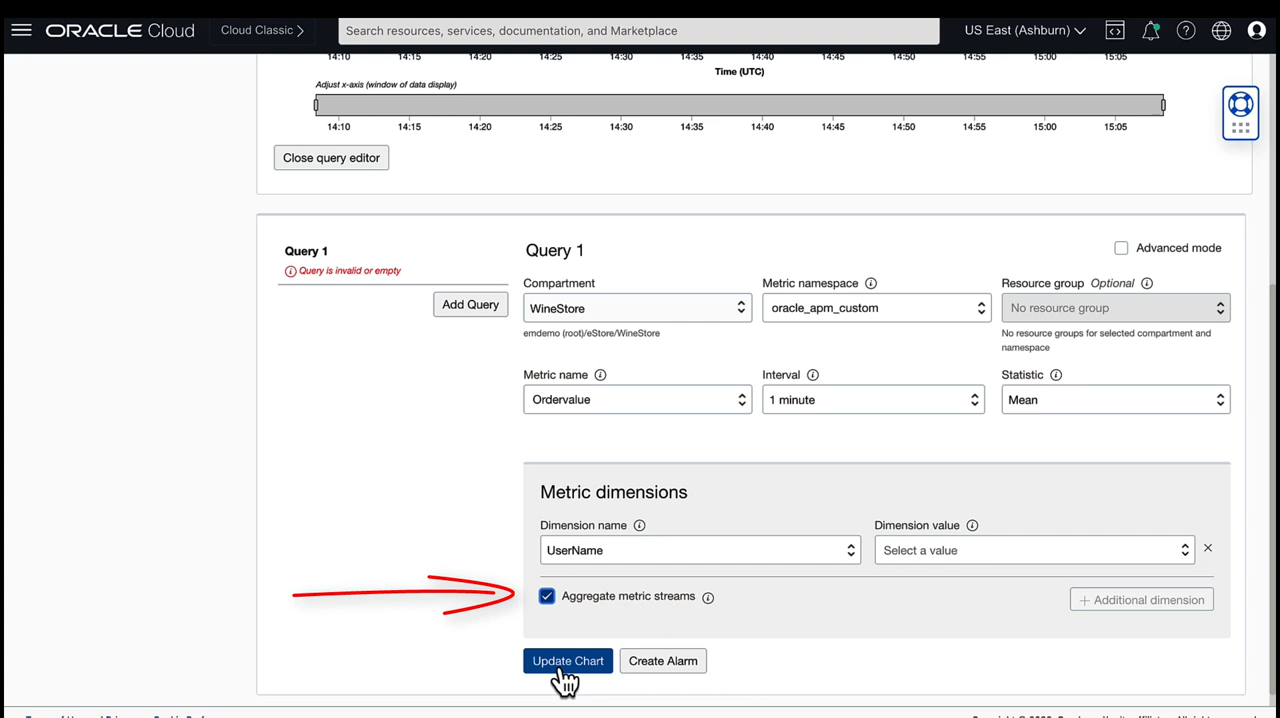 ORACLE Cloud Cloud Classic Search resources, services, documentation, and Marketplace US East (Ashburn)
14:10 14:15 14:20 14:25 14:30 14:35 14:40 14:45 14:50 14:55 15:00 15:05
Time (UTC)
Adjust x-axis (window of data display)
14:10 14:15 14:20 14:25 14:30 14:35 14:40 14:45 14:50 14:55 15:00 15:05
Close query editor
Query 1
Query is invalid or empty
Add Query
Query 1
Advanced mode
Compartment Metric namespace Resource group Optional
WineStore oracle_apm_custom No resource group
emdemo (root)/eStore/WineStore No resource groups for selected compartment and
namespace
Metric name Interval Statistic
Ordervalue 1 minute Mean
Metric dimensions
Dimension name Dimension value
UserName Select a value
Aggregate metric streams + Additional dimension
Update Chart Create Alarm